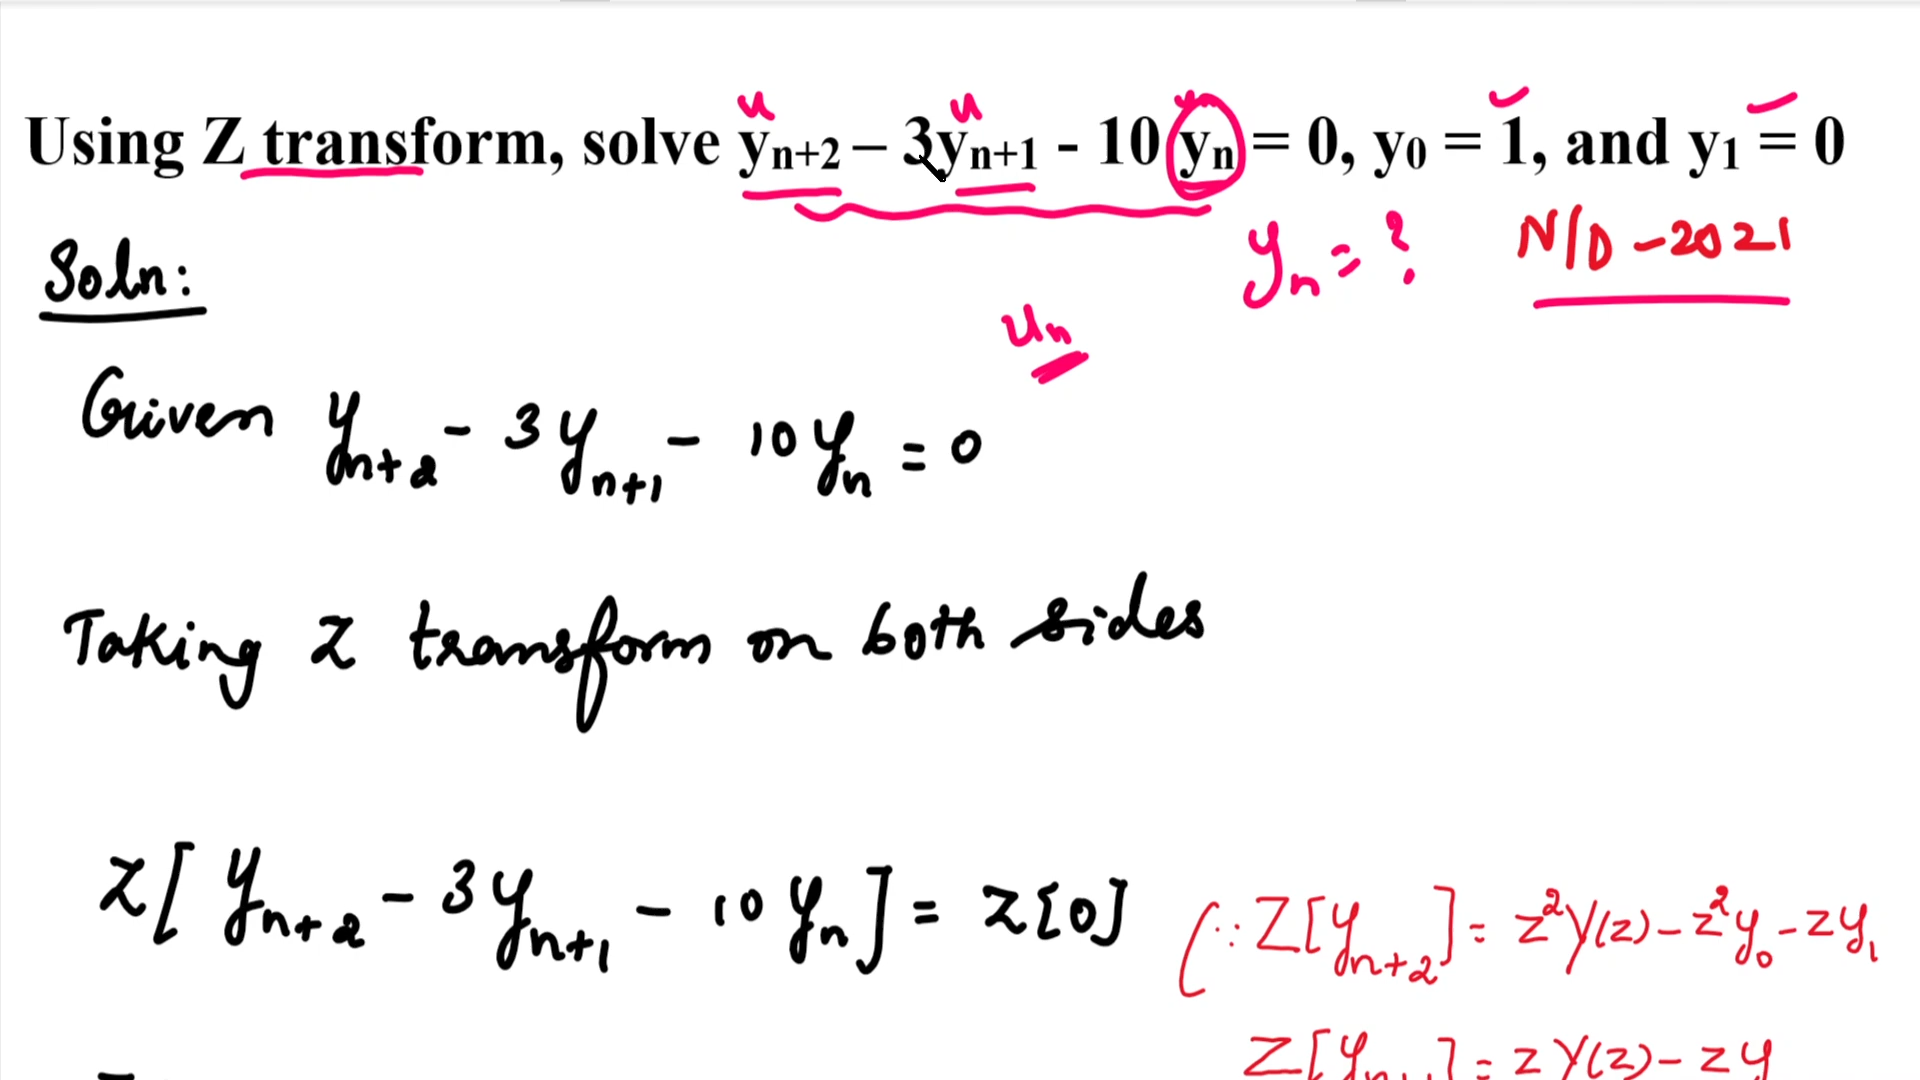 Using Z transform, solve yn+2 – 3yn+1 - 10 yn = 0, y0 = 1, and y1 = 0
u u
Soln:
yn = ? N/D - 2021
un
Given yn+2 - 3yn+1 - 10yn = 0
Taking Z transform on both sides
Z[yn+2 - 3yn+1 - 10yn] = Z[0] (∵ Z[yn+2] = z²Y(z) - z²y0 - zy1
= zY(z) - zy